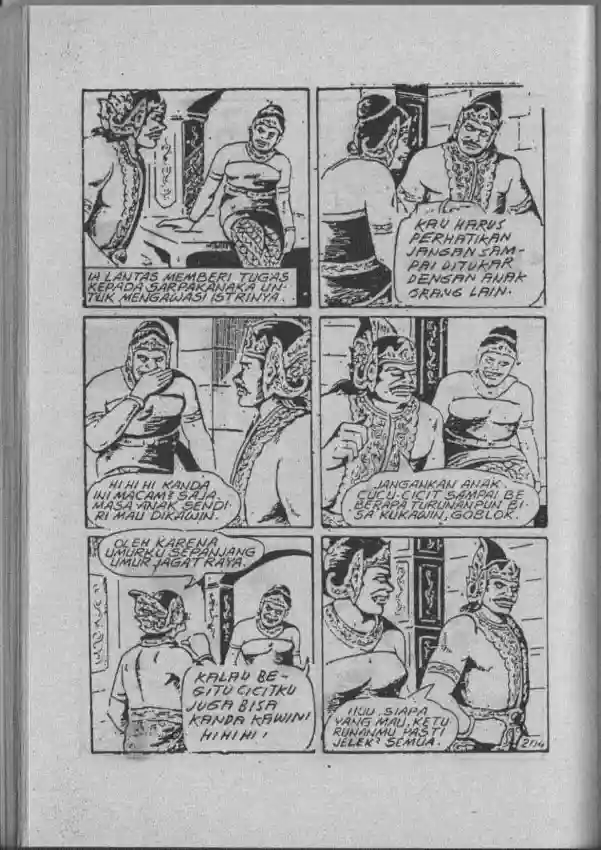 IA LANTAS MEMBERI TUGAS
KEPADA SARPAKANAKA UN-
TUK MENGAWASI ISTRINYA.
KAU HARUS
PERHATIKAN
JANGAN SAM-
PAI DITUKAR
DENGAN ANAK
ORANG LAIN.
HI HI HI KANDA
INI MACAM² SAJA.
MASA ANAK SENDI-
RI MAU DIKAWIN.
JANGANKAN ANAK
CUCU-CICIT SAMPAI BE
BERAPA TURUNANPUN BI-
SA KUKAWIN, GOBLOK.
OLEH KARENA
UMURKU SEPANJANG
UMUR JAGAT RAYA.
KALAU BE-
GITU CICITKU
JUGA BISA
KANDA KAWINI
HI HI HI!
SIAPA
YANG MAU. KETU-
RUNANMU PASTI
JELEK² SEMUA.